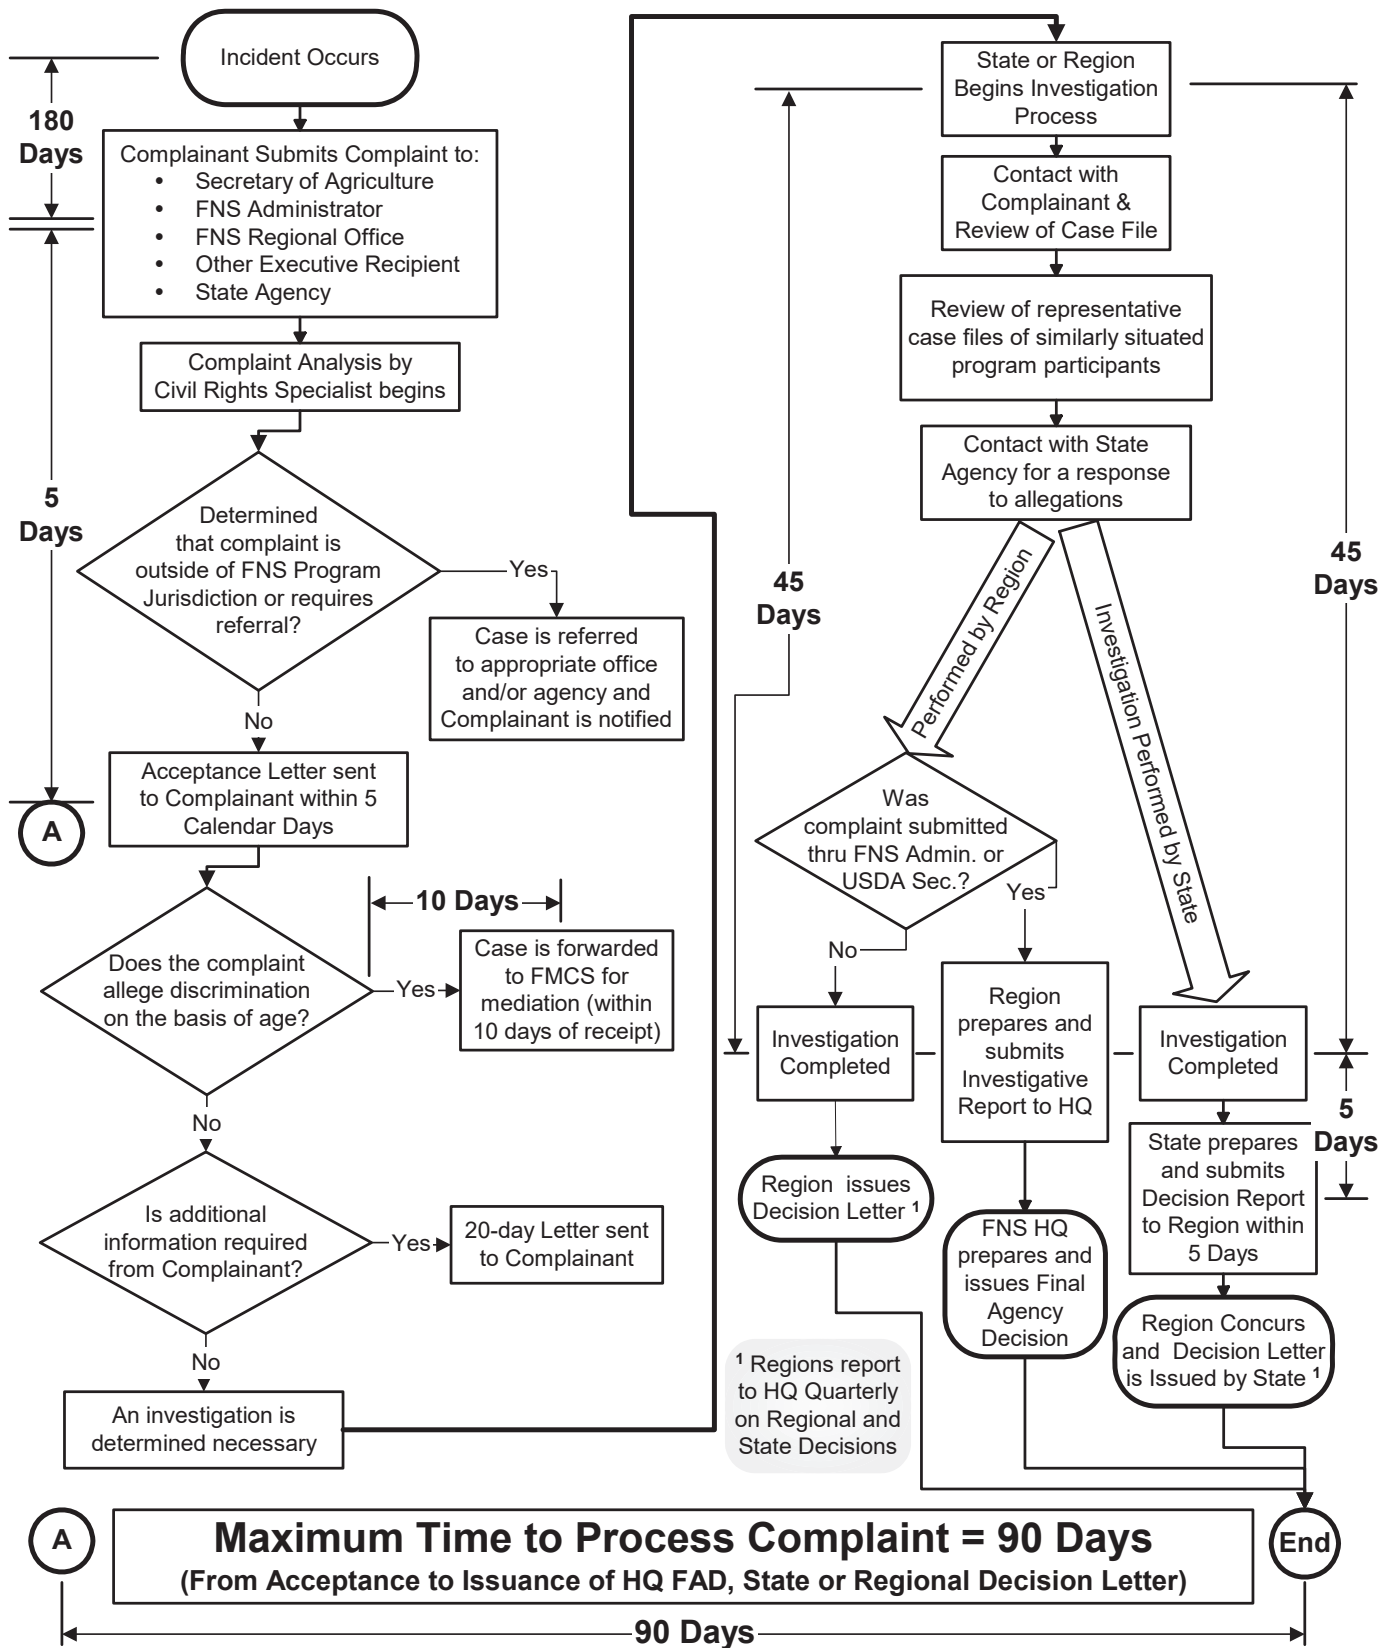 Incident Occurs
180
Days
Complainant Submits Complaint to:
• Secretary of Agriculture
• FNS Administrator
• FNS Regional Office
• Other Executive Recipient
• State Agency
Complaint Analysis by
Civil Rights Specialist begins
5
Days
Determined
that complaint is
outside of FNS Program
Jurisdiction or requires
referral?
Yes
Case is referred
to appropriate office
and/or agency and
Complainant is notified
No
Acceptance Letter sent
to Complainant within 5
Calendar Days
A
10 Days
Does the complaint
allege discrimination
on the basis of age?
Yes
Case is forwarded
to FMCS for
mediation (within
10 days of receipt)
No
Is additional
information required
from Complainant?
Yes
20-day Letter sent
to Complainant
No
An investigation is
determined necessary
State or Region
Begins Investigation
Process
Contact with
Complainant &
Review of Case File
Review of representative
case files of similarly situated
program participants
Contact with State
Agency for a response
to allegations
45
Days
45
Days
Performed by Region
Investigation Performed by State
Was
complaint submitted
thru FNS Admin. or
USDA Sec.?
Yes
No
Investigation
Completed
Region
prepares and
submits
Investigative
Report to HQ
Investigation
Completed
5
Days
Region issues
Decision Letter ¹
FNS HQ
prepares and
issues Final
Agency
Decision
State prepares
and submits
Decision Report
to Region within
5 Days
Region Concurs
and Decision Letter
is Issued by State ¹
¹ Regions report
to HQ Quarterly
on Regional and
State Decisions
A
Maximum Time to Process Complaint = 90 Days
(From Acceptance to Issuance of HQ FAD, State or Regional Decision Letter)
End
90 Days